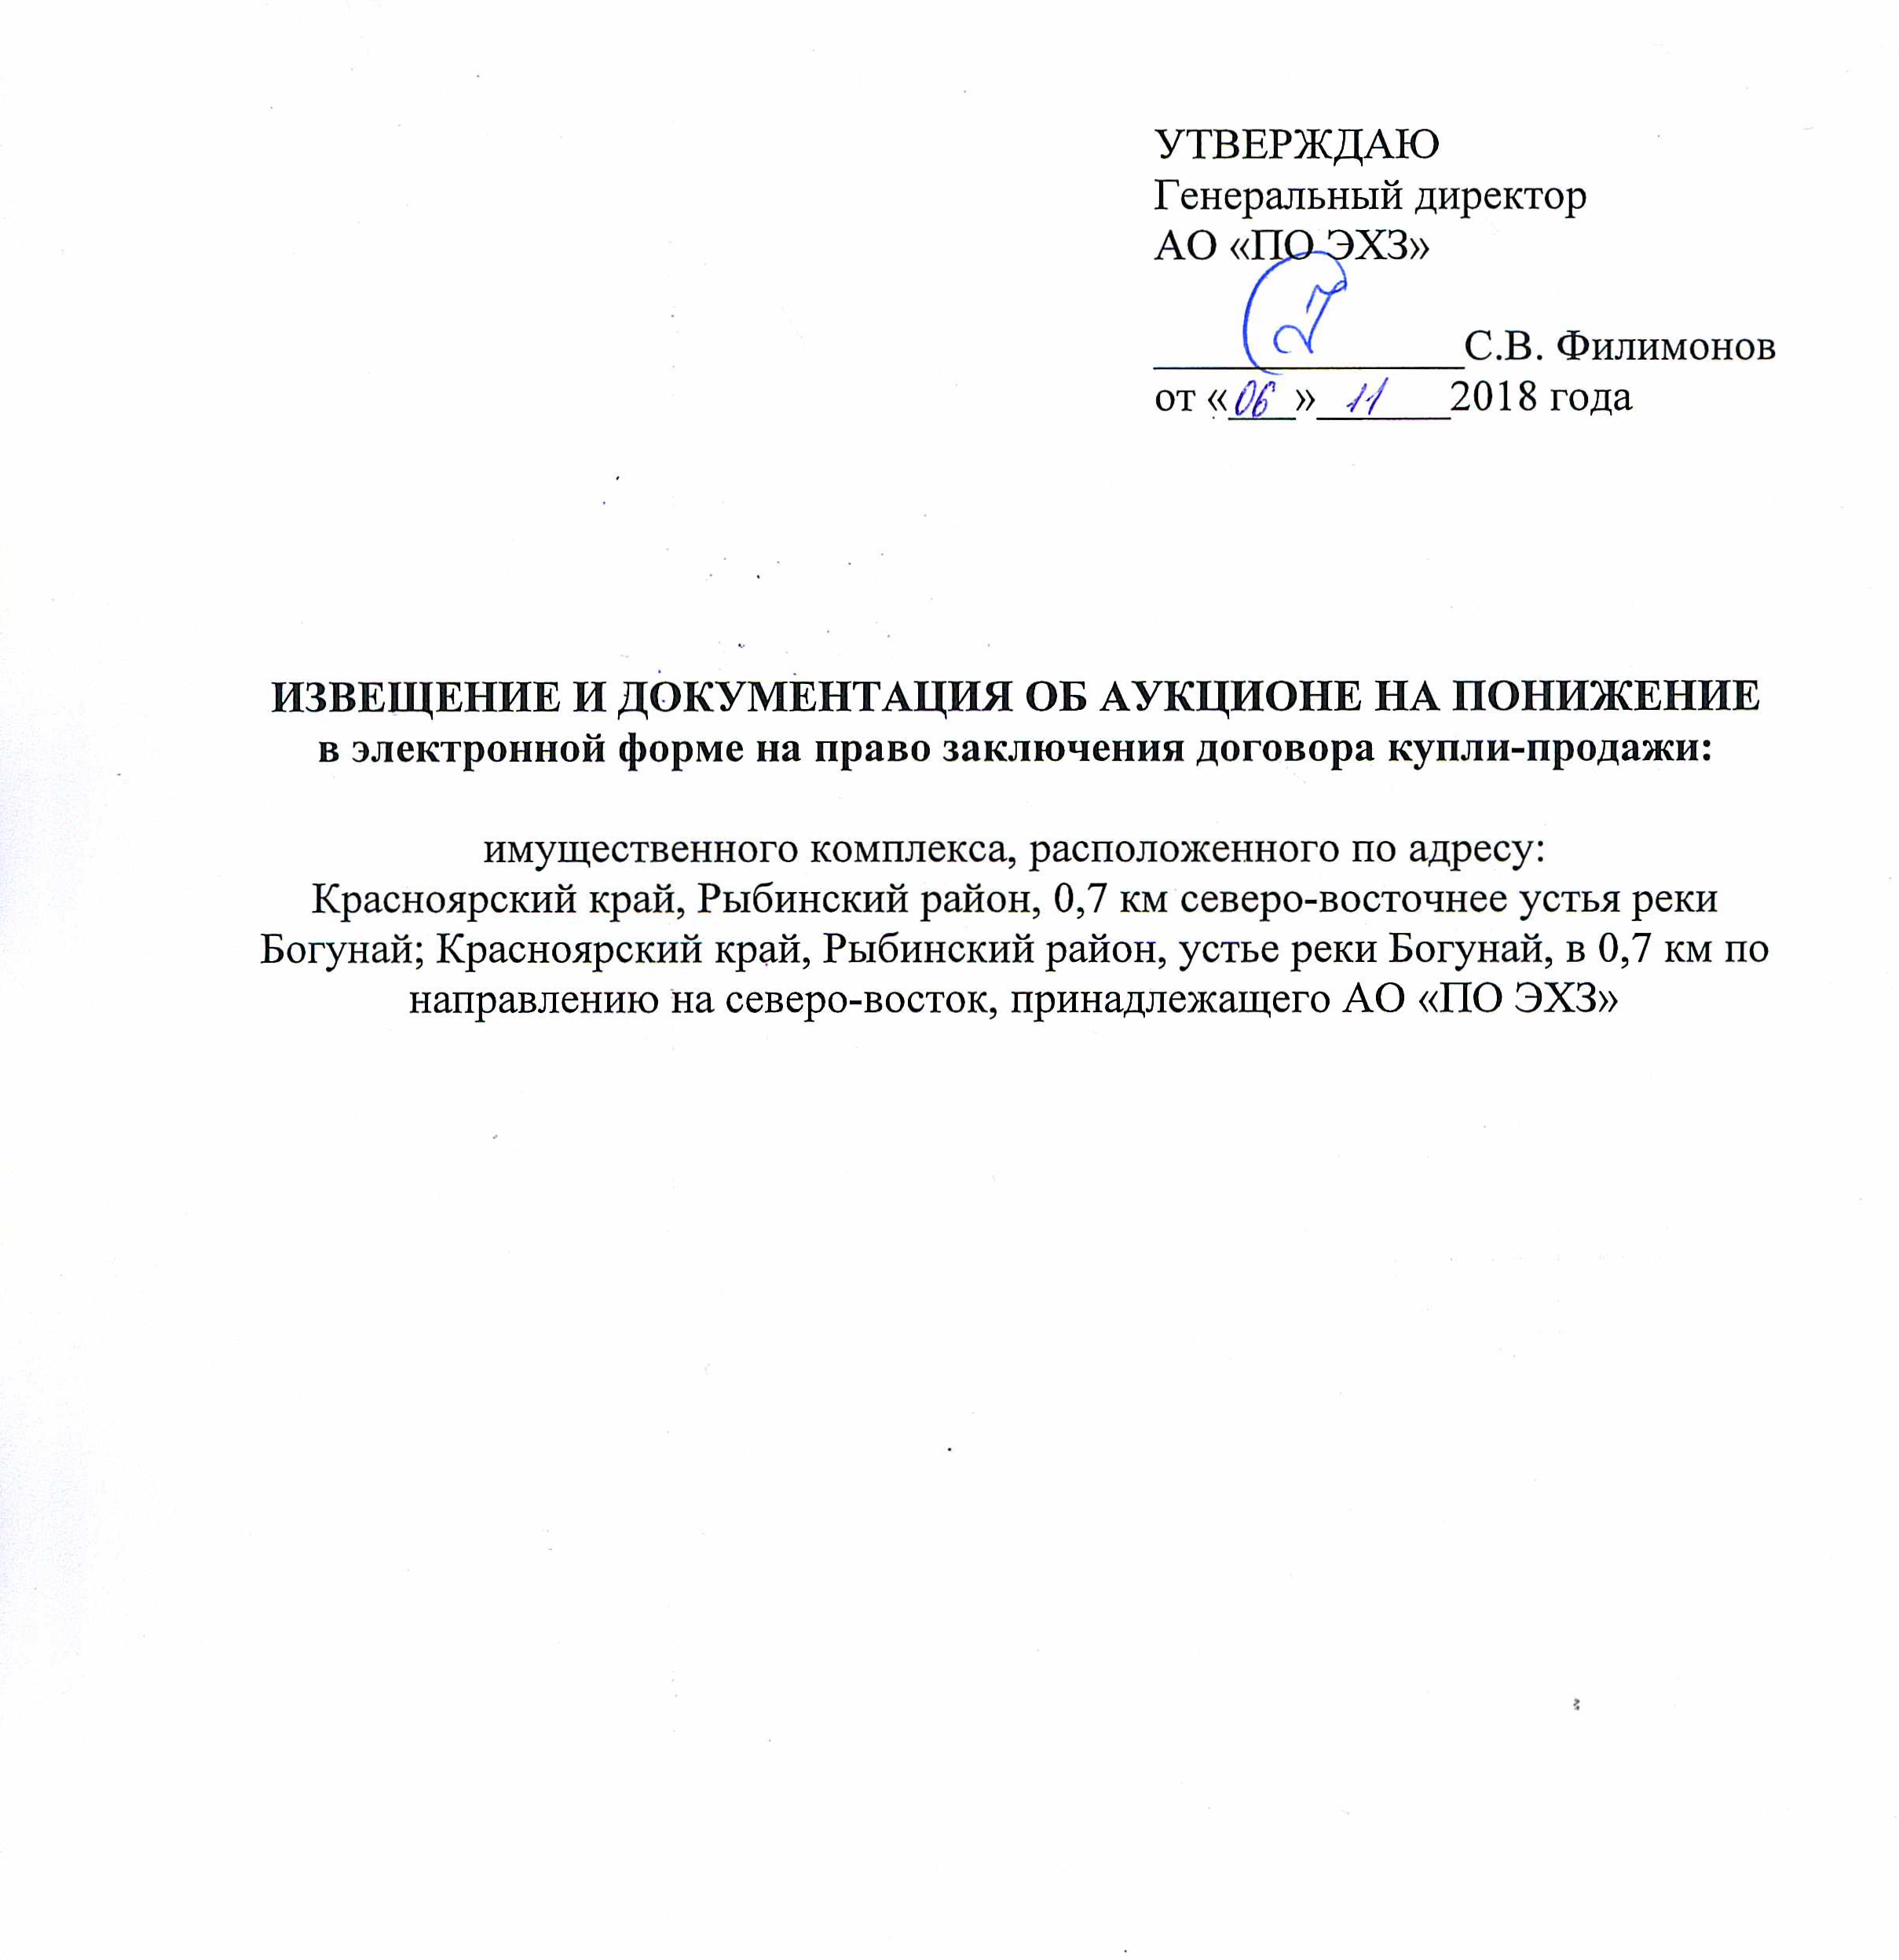 УТВЕРЖДАЮ
Генеральный директор
АО «ПО ЭХЗ»
____________С.В. Филимонов
от «06»__11__2018 года
ИЗВЕЩЕНИЕ И ДОКУМЕНТАЦИЯ ОБ АУКЦИОНЕ НА ПОНИЖЕНИЕ
в электронной форме на право заключения договора купли-продажи:
имущественного комплекса, расположенного по адресу:
Красноярский край, Рыбинский район, 0,7 км северо-восточнее устья реки
Богунай; Красноярский край, Рыбинский район, устье реки Богунай, в 0,7 км по
направлению на северо-восток, принадлежащего АО «ПО ЭХЗ»